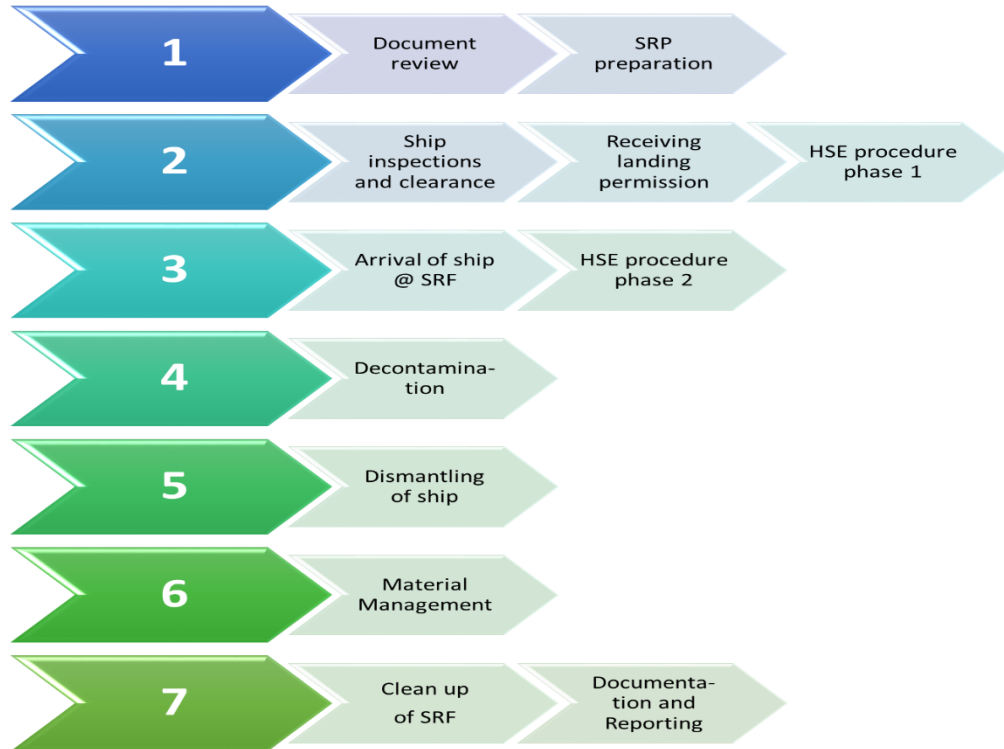 1
Document
review
SRP
preparation
2
Ship
inspections
and clearance
Receiving
landing
permission
HSE procedure
phase 1
3
Arrival of ship
@ SRF
HSE procedure
phase 2
4
Decontamina-
tion
5
Dismantling
of ship
6
Material
Management
7
Clean up
of SRF
Documenta-
tion and
Reporting